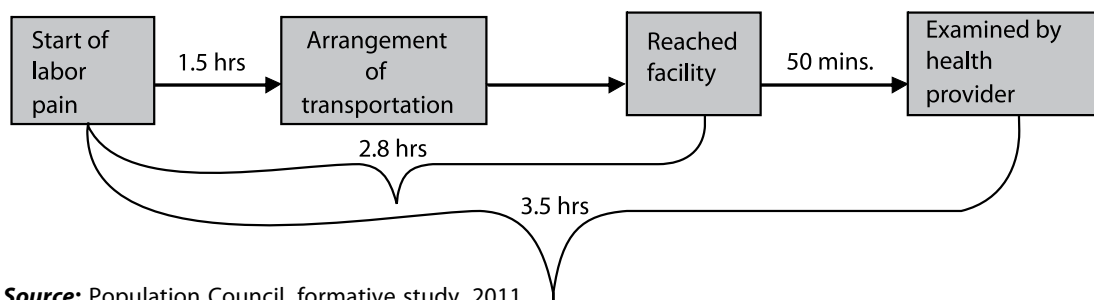 Start of
labor
pain
1.5 hrs
Arrangement
of
transportation
Reached
facility
50 mins.
Examined by
health
provider
2.8 hrs
3.5 hrs
Source: Population Council, formative study, 2011